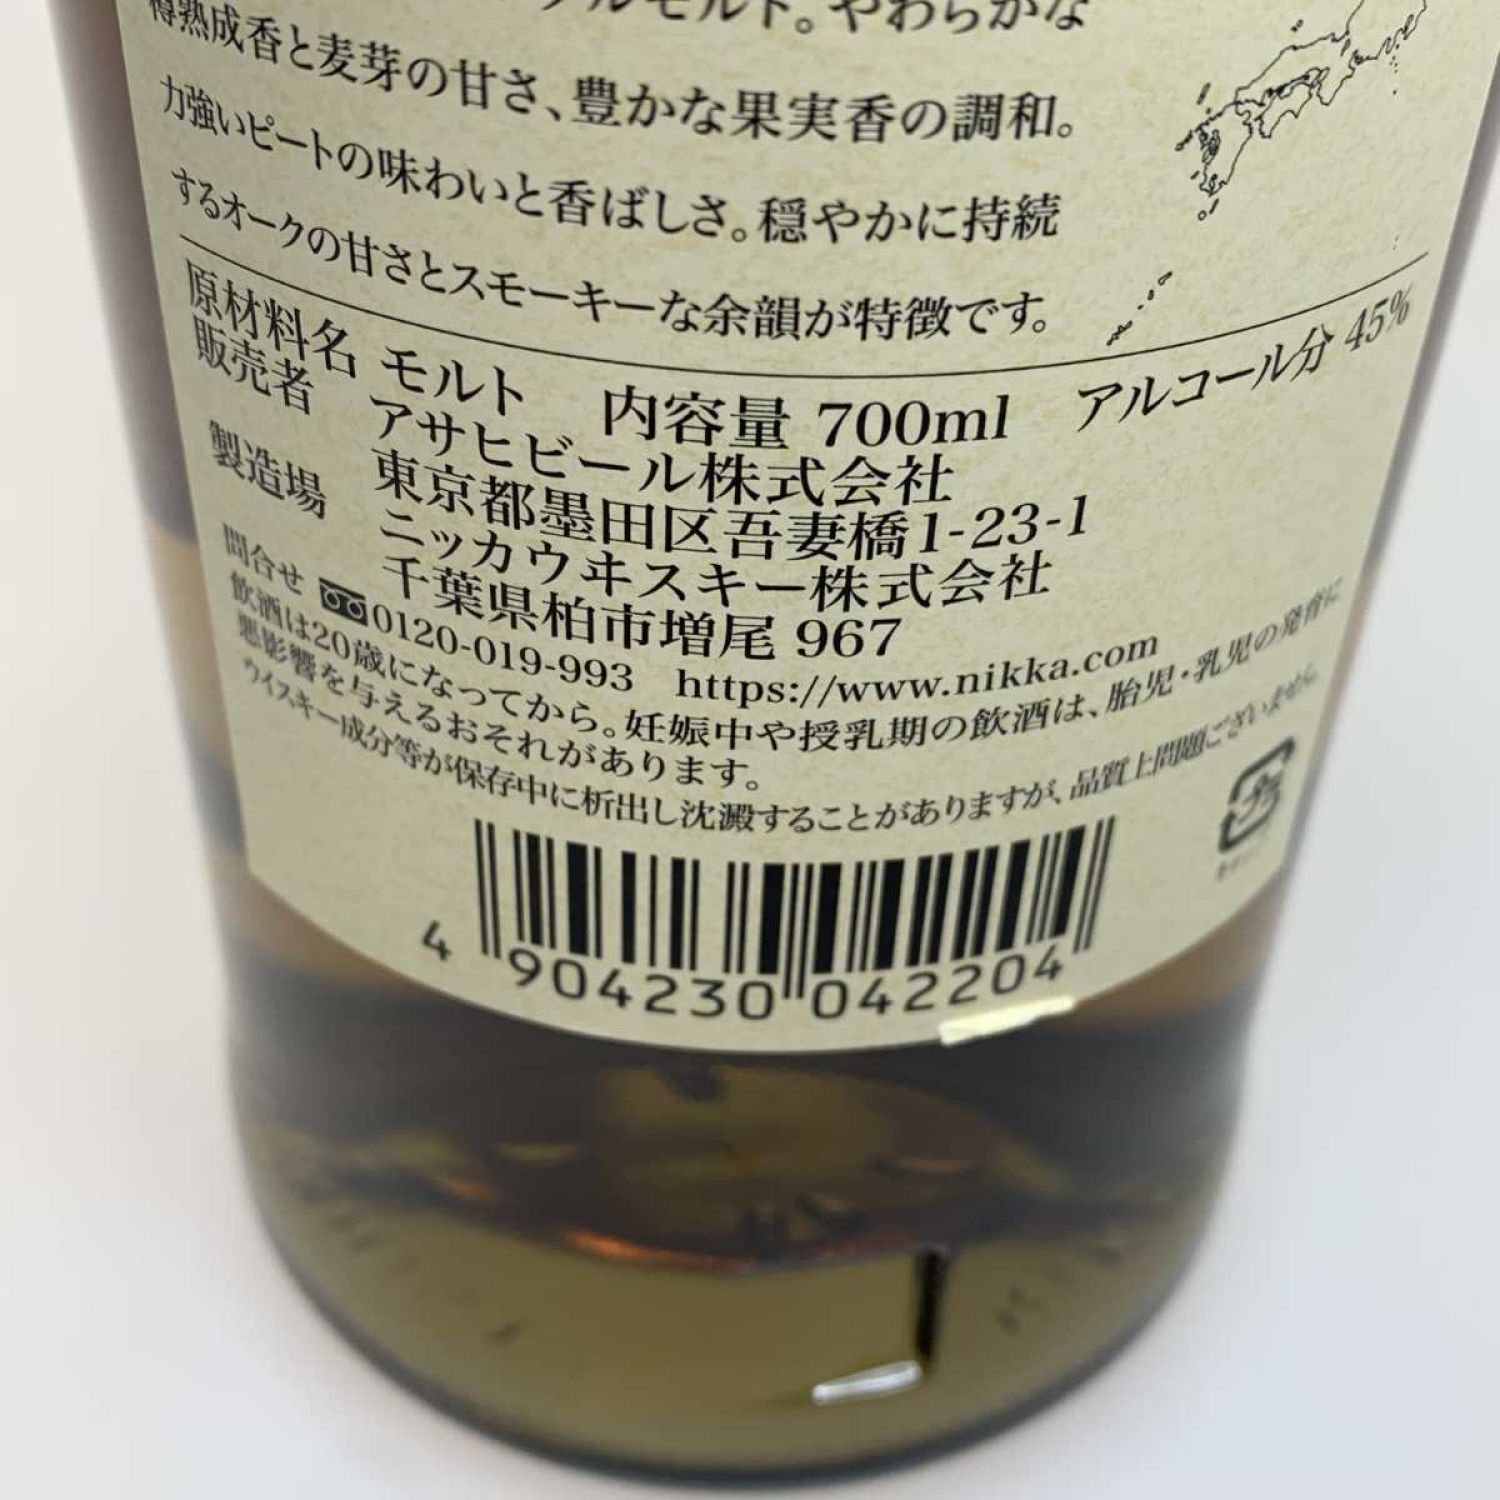 ルモルト。やわらかな
樽熟成香と麦芽の甘さ、豊かな果実香の調和。
力強いピートの味わいと香ばしさ。穏やかに持続
するオークの甘さとスモーキーな余韻が特徴です。
原材料名 モルト 内容量 700ml アルコール分 45%
販売者 アサヒビール株式会社
東京都墨田区吾妻橋1-23-1
製造場 ニッカウヰスキー株式会社
千葉県柏市増尾 967
問合せ 0120-019-993 https://www.nikka.com
飲酒は20歳になってから。妊娠中や授乳期の飲酒は、胎児・乳児の発育に
悪影響を与えるおそれがあります。
ウイスキー成分等が保存中に析出し沈澱することがありますが、品質上問題ございません。
プラ
4 904230 042204